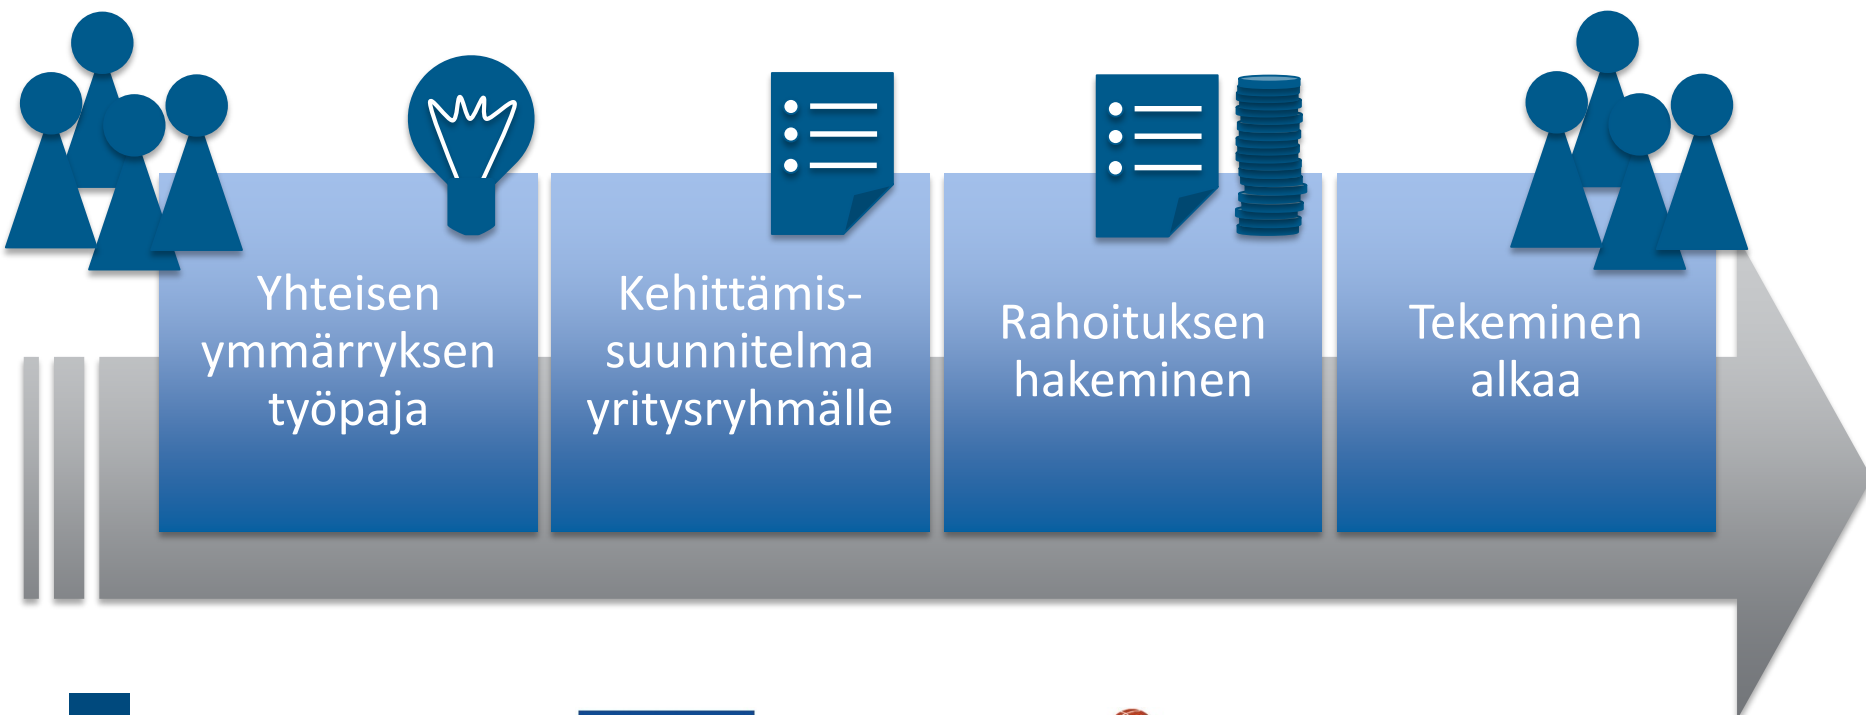 Yhteisen
ymmärryksen
työpaja
Kehittämis-
suunnitelma
yritysryhmälle
Rahoituksen
hakeminen
Tekeminen
alkaa